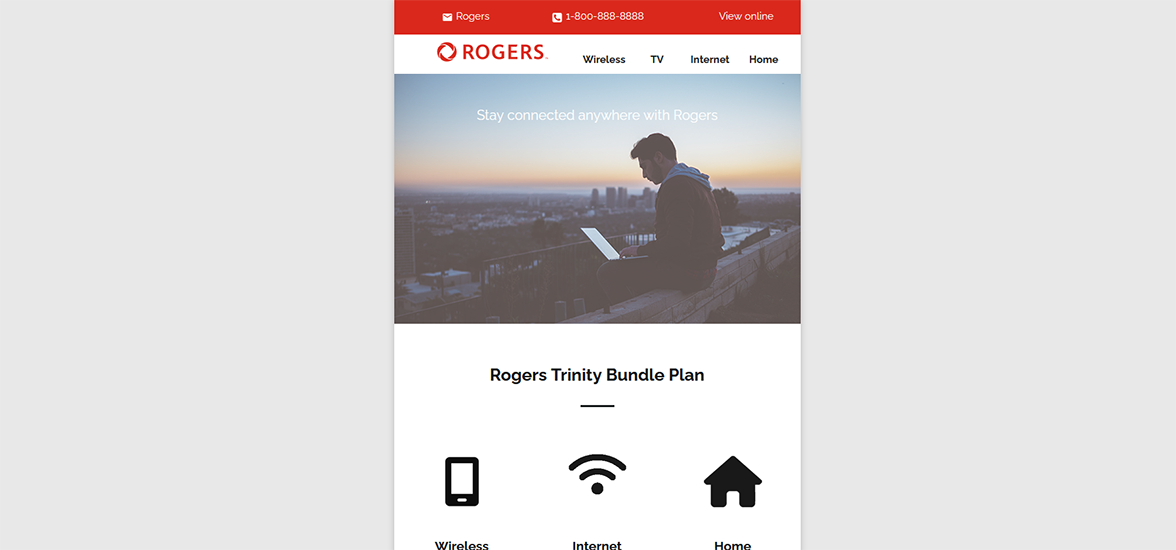 Rogers 1-800-888-8888 View online
ROGERS
Wireless TV Internet Home
Stay connected anywhere with Rogers
Rogers Trinity Bundle Plan
Wireless Internet Home